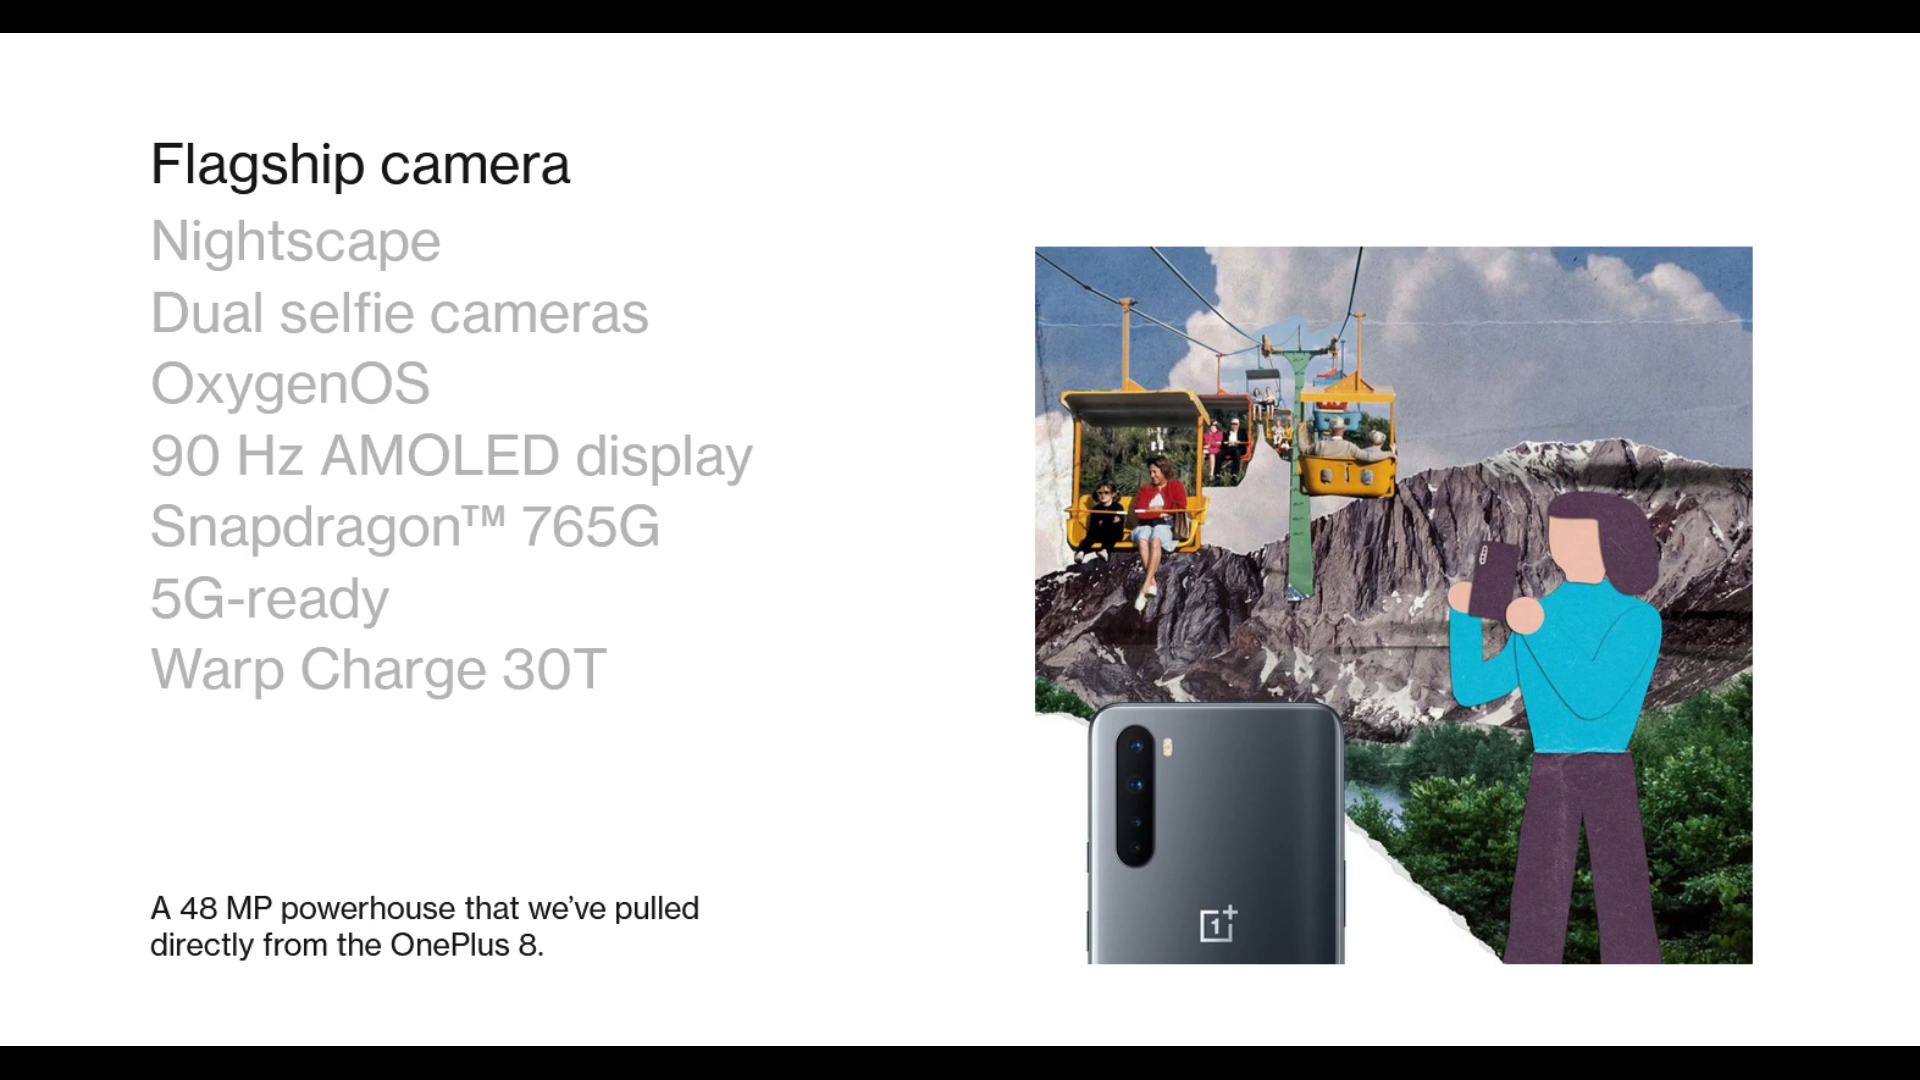 Flagship camera
Nightscape
Dual selfie cameras
OxygenOS
90 Hz AMOLED display
Snapdragon™ 765G
5G-ready
Warp Charge 30T
A 48 MP powerhouse that we’ve pulled
directly from the OnePlus 8.
1+